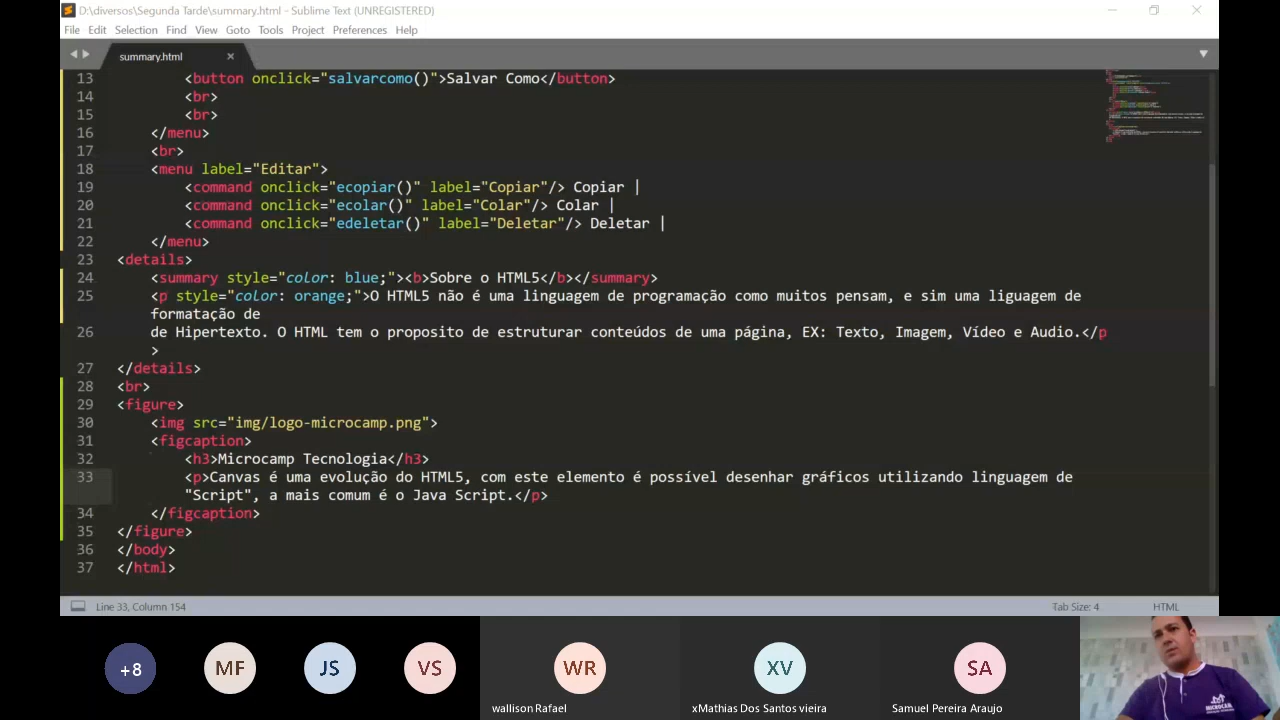 D:\diversos\Segunda Tarde\summary.html - Sublime Text (UNREGISTERED)
File Edit Selection Find View Goto Tools Project Preferences Help
summary.html
13 <button onclick="salvarcomo()">Salvar Como</button>
14 <br>
15 <br>
16 </menu>
17 <br>
18 <menu label="Editar">
19 <command onclick="ecopiar()" label="Copiar"/> Copiar |
20 <command onclick="ecolar()" label="Colar"/> Colar |
21 <command onclick="edeletar()" label="Deletar"/> Deletar |
22 </menu>
23 <details>
24 <summary style="color: blue;"><b>Sobre o HTML5</b></summary>
25 <p style="color: orange;">O HTML5 não é uma linguagem de programação como muitos pensam, e sim uma liguagem de
formatação de
26 de Hipertexto. O HTML tem o proposito de estruturar conteúdos de uma página, EX: Texto, Imagem, Vídeo e Audio.</p
>
27 </details>
28 <br>
29 <figure>
30 <img src="img/logo-microcamp.png">
31 <figcaption>
32 <h3>Microcamp Tecnologia</h3>
33 <p>Canvas é uma evolução do HTML5, com este elemento é possível desenhar gráficos utilizando linguagem de
"Script", a mais comum é o Java Script.</p>
34 </figcaption>
35 </figure>
36 </body>
37 </html>
Line 33, Column 154 Tab Size: 4 HTML
+8 MF JS VS WR XV SA
wallison Rafael xMathias Dos Santos vieira Samuel Pereira Araujo